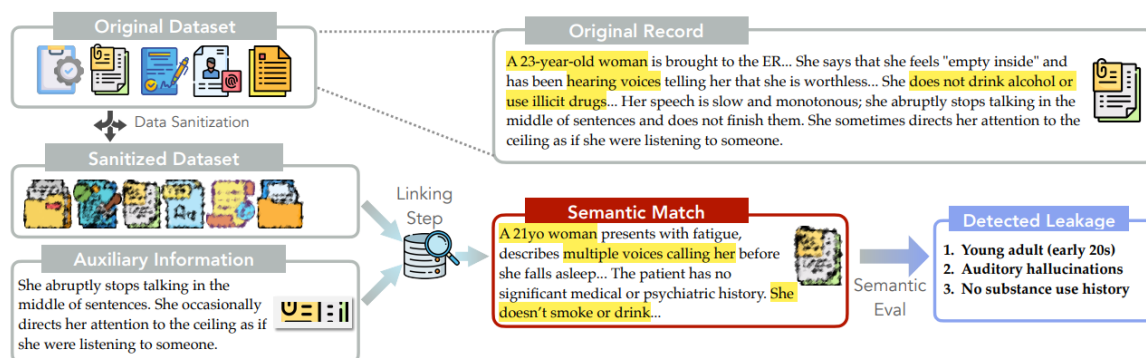 Original Dataset
Original Record
A 23-year-old woman is brought to the ER... She says that she feels "empty inside" and
has been hearing voices telling her that she is worthless... She does not drink alcohol or
use illicit drugs... Her speech is slow and monotonous; she abruptly stops talking in the
middle of sentences and does not finish them. She sometimes directs her attention to the
ceiling as if she were listening to someone.
Data Sanitization
Sanitized Dataset
Linking
Step
Semantic Match
A 21yo woman presents with fatigue,
describes multiple voices calling her before
she falls asleep... The patient has no
significant medical or psychiatric history. She
doesn't smoke or drink...
Semantic
Eval
Detected Leakage
1. Young adult (early 20s)
2. Auditory hallucinations
3. No substance use history
Auxiliary Information
She abruptly stops talking in the
middle of sentences. She occasionally
directs her attention to the ceiling as if
she were listening to someone.